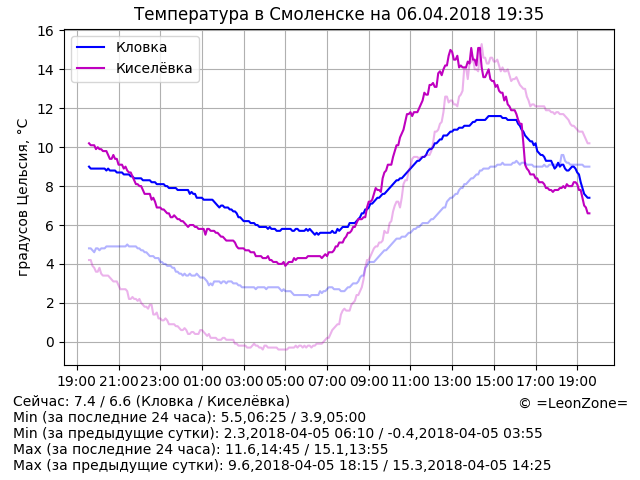 Температура в Смоленске на 06.04.2018 19:35
градусов Цельсия, °C
16
14
12
10
8
6
4
2
0
Кловка
Киселёвка
19:00 21:00 23:00 01:00 03:00 05:00 07:00 09:00 11:00 13:00 15:00 17:00 19:00
Сейчас: 7.4 / 6.6 (Кловка / Киселёвка)
© =LeonZone=
Min (за последние 24 часа): 5.5,06:25 / 3.9,05:00
Min (за предыдущие сутки): 2.3,2018-04-05 06:10 / -0.4,2018-04-05 03:55
Max (за последние 24 часа): 11.6,14:45 / 15.1,13:55
Max (за предыдущие сутки): 9.6,2018-04-05 18:15 / 15.3,2018-04-05 14:25